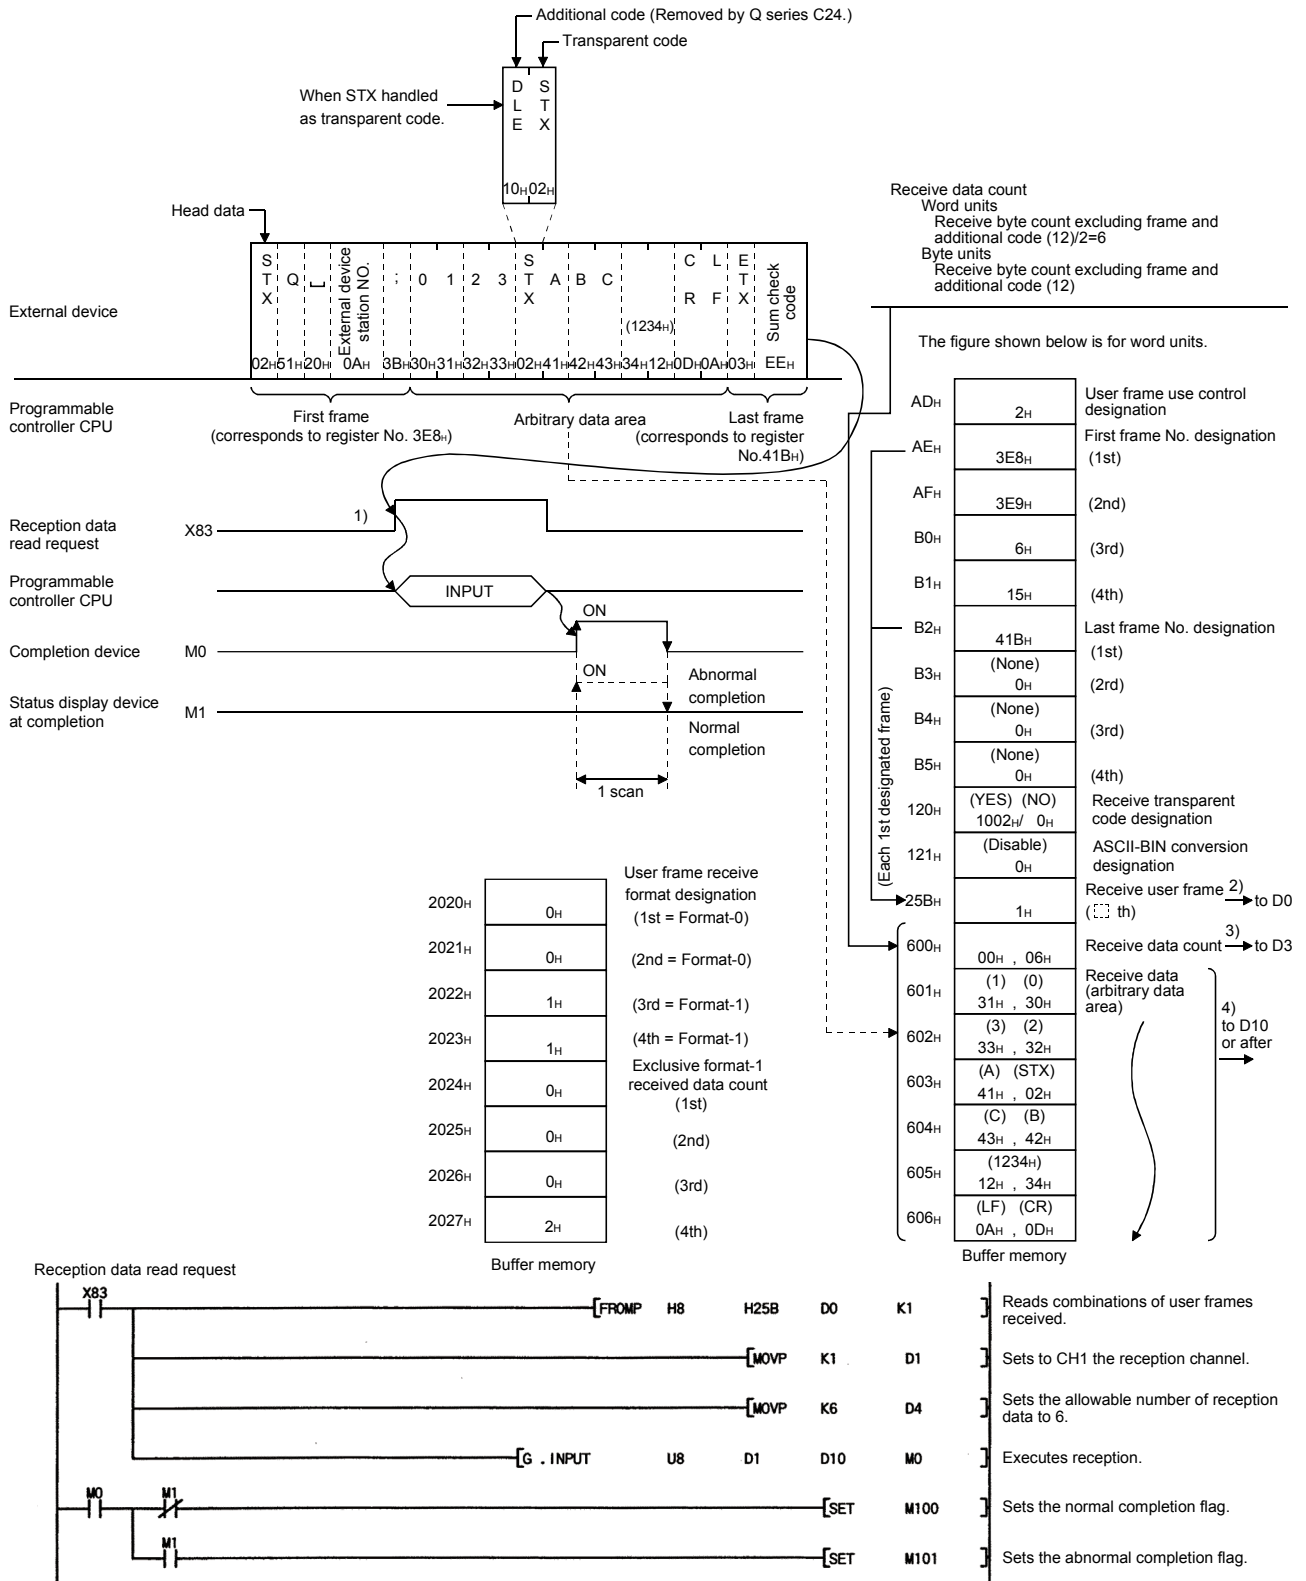 Additional code (Removed by Q series C24.)
Transparent code
When STX handled
as transparent code.
DLE STX
10H 02H
Head data
Receive data count
Word units
Receive byte count excluding frame and
additional code (12)/2=6
Byte units
Receive byte count excluding frame and
additional code (12)
External device
STX Q ␣ External device station NO. ; 0 1 2 3 STX A B C (1234H) CR LF ETX Sum check code
02H 51H 20H 0AH 3BH 30H 31H 32H 33H 02H 41H 42H 43H 34H 12H 0DH 0AH 03H EEH
The figure shown below is for word units.
Programmable
controller CPU
First frame
(corresponds to register No. 3E8H)
Arbitrary data area
Last frame
(corresponds to register
No.41BH)
Reception data
read request
X83
1)
Programmable
controller CPU
INPUT
Completion device
M0
ON
Status display device
at completion
M1
ON
Abnormal
completion
Normal
completion
1 scan
(Each 1st designated frame)
ADH 2H User frame use control
designation
AEH 3E8H First frame No. designation
(1st)
AFH 3E9H (2nd)
B0H 6H (3rd)
B1H 15H (4th)
B2H 41BH Last frame No. designation
(1st)
B3H (None) 0H (2rd)
B4H (None) 0H (3rd)
B5H (None) 0H (4th)
120H (YES) (NO) 1002H/ 0H Receive transparent
code designation
121H (Disable) 0H ASCII-BIN conversion
designation
25BH 1H Receive user frame 2) to D0
( th)
600H 00H , 06H Receive data count 3) to D3
601H (1) (0) 31H , 30H Receive data
(arbitrary data
area)
602H (3) (2) 33H , 32H
603H (A) (STX) 41H , 02H
604H (C) (B) 43H , 42H
605H (1234H) 12H , 34H
606H (LF) (CR) 0AH , 0DH
4)
to D10
or after
Buffer memory
User frame receive
format designation
2020H 0H (1st = Format-0)
2021H 0H (2nd = Format-0)
2022H 1H (3rd = Format-1)
2023H 1H (4th = Format-1)
Exclusive format-1
received data count
2024H 0H (1st)
2025H 0H (2nd)
2026H 0H (3rd)
2027H 2H (4th)
Buffer memory
Reception data read request
X83 [FROMP H8 H25B D0 K1 ] Reads combinations of user frames
received.
[MOVP K1 D1 ] Sets to CH1 the reception channel.
[MOVP K6 D4 ] Sets the allowable number of reception
data to 6.
[G . INPUT U8 D1 D10 M0 ] Executes reception.
M0 M1 [SET M100 ] Sets the normal completion flag.
M1 [SET M101 ] Sets the abnormal completion flag.